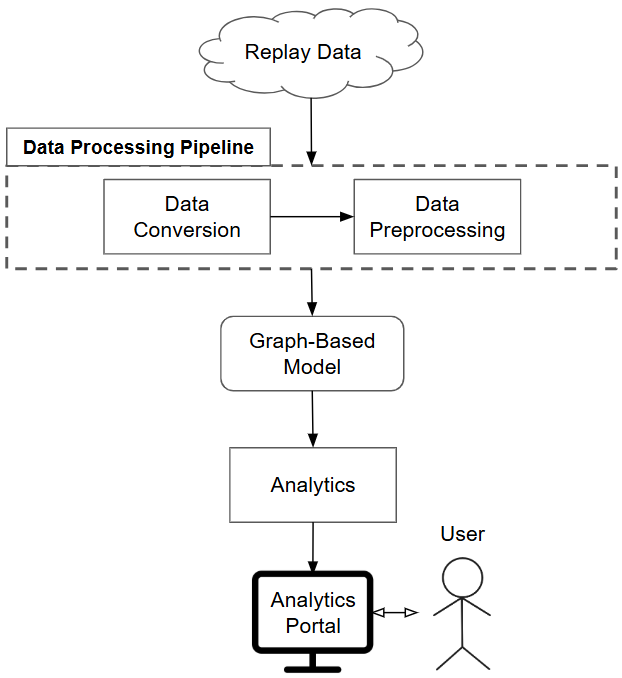 Replay Data
Data Processing Pipeline
Data
Conversion
Data
Preprocessing
Graph-Based
Model
Analytics
User
Analytics
Portal